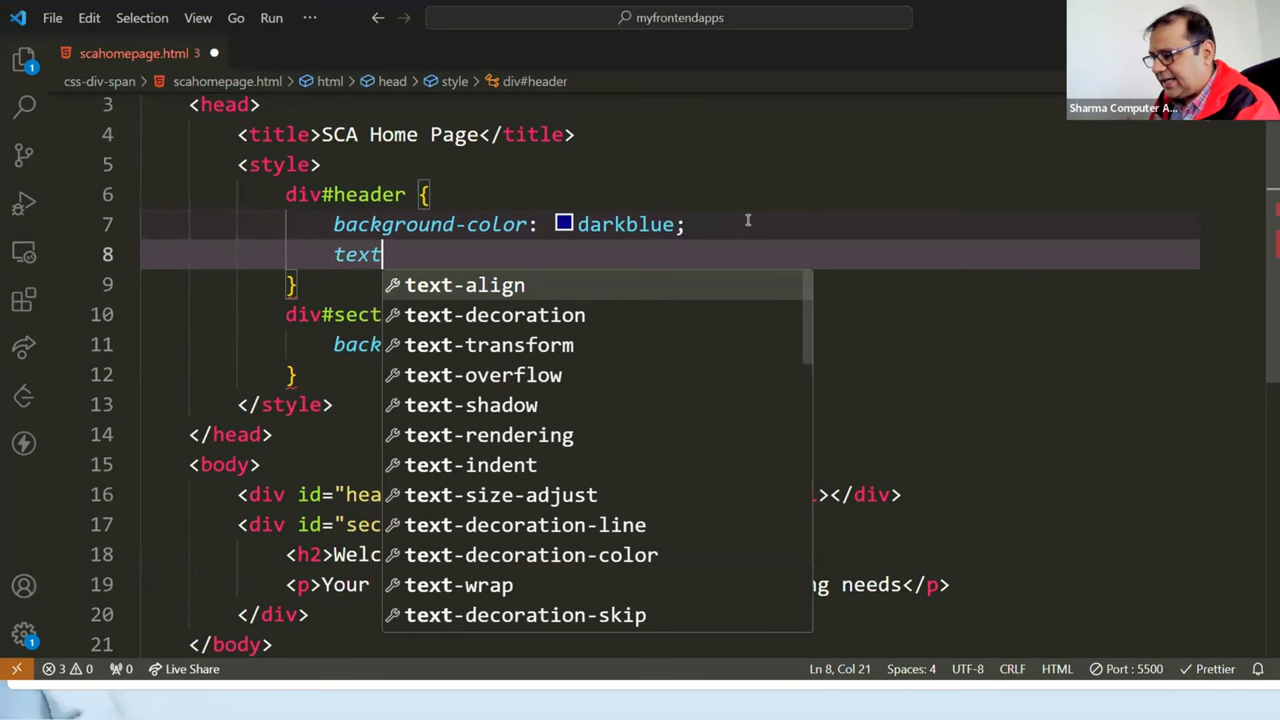 File Edit Selection View Go Run ··· myfrontendapps
scahomepage.html 3
css-div-span > scahomepage.html > html > head > style > div#header
Sharma Computer A...
3 <head>
4 <title>SCA Home Page</title>
5 <style>
6 div#header {
7 background-color: darkblue;
8 text
9 }
text-align
10 div#sect
text-decoration
11 back
text-transform
12 }
text-overflow
13 </style>
text-shadow
14 </head>
text-rendering
15 <body>
text-indent
16 <div id="hea ></div>
text-size-adjust
17 <div id="sec
text-decoration-line
18 <h2>Welc
text-decoration-color
19 <p>Your g needs</p>
text-wrap
20 </div>
text-decoration-skip
21 </body>
1
1
3 0 0 Live Share Ln 8, Col 21 Spaces: 4 UTF-8 CRLF HTML Port : 5500 Prettier